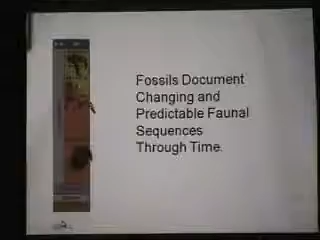 Fossils Document
Changing and
Predictable Faunal
Sequences
Through Time.